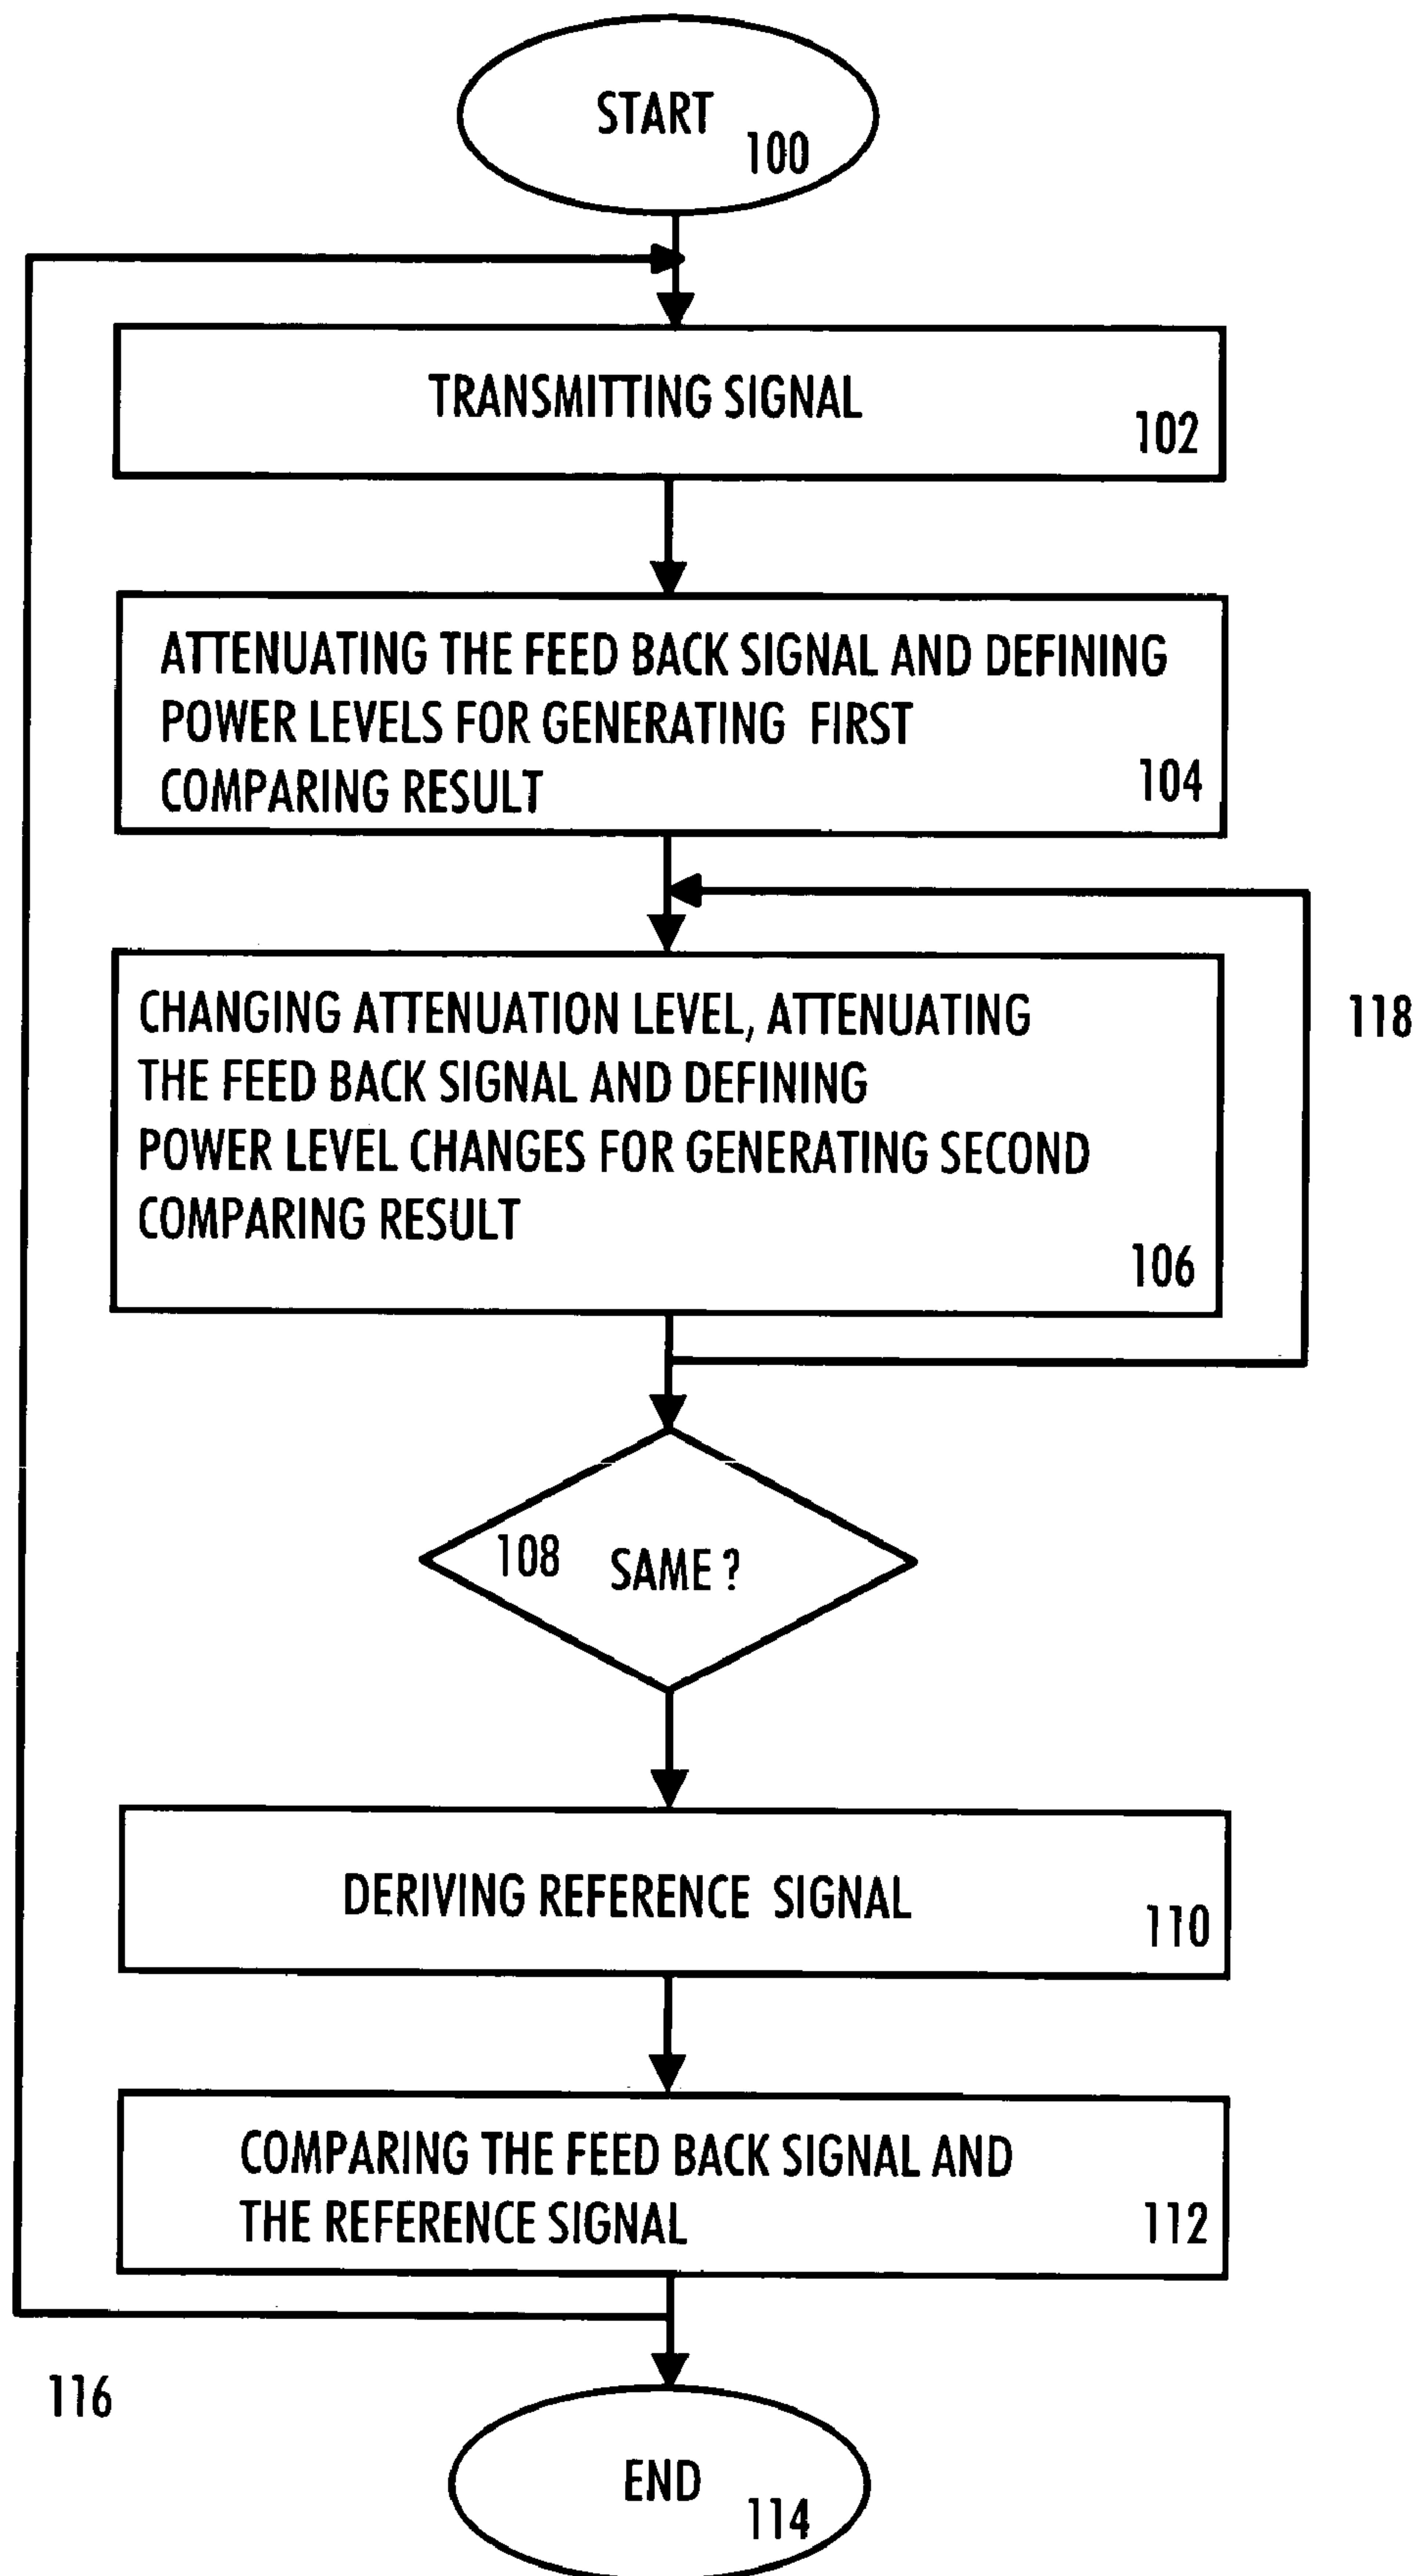 START
100
TRANSMITTING SIGNAL
102
ATTENUATING THE FEED BACK SIGNAL AND DEFINING
POWER LEVELS FOR GENERATING FIRST
COMPARING RESULT
104
CHANGING ATTENUATION LEVEL, ATTENUATING
THE FEED BACK SIGNAL AND DEFINING
POWER LEVEL CHANGES FOR GENERATING SECOND
COMPARING RESULT
106
118
108 SAME ?
DERIVING REFERENCE SIGNAL
110
COMPARING THE FEED BACK SIGNAL AND
THE REFERENCE SIGNAL
112
116
END
114